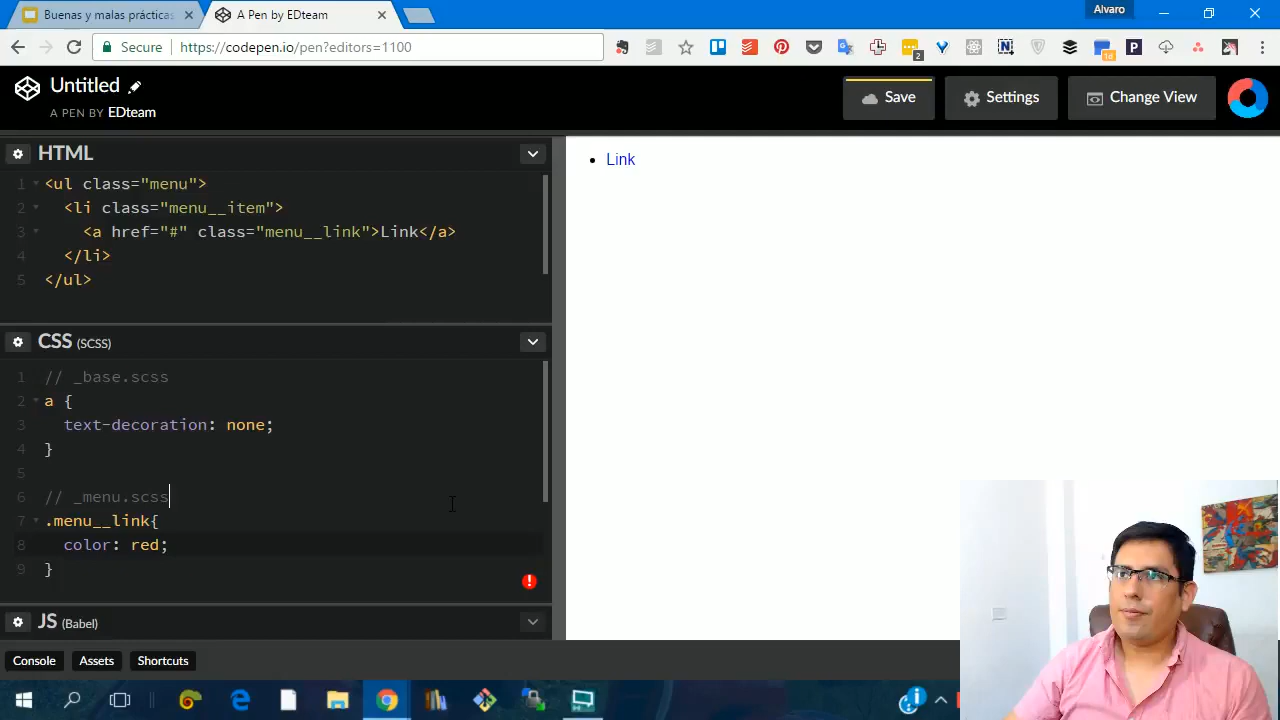 Buenas y malas prácticas
A Pen by EDteam
Alvaro
Secure
https://codepen.io/pen?editors=1100
2
N
P
Untitled
A PEN BY EDteam
Save
Settings
Change View
HTML
1 <ul class="menu">
2 <li class="menu__item">
3 <a href="#" class="menu__link">Link</a>
4 </li>
5 </ul>
Link
CSS (SCSS)
1 // _base.scss
2 a {
3 text-decoration: none;
4 }
5
6 // _menu.scss
7 .menu__link{
8 color: red;
9 }
JS (Babel)
Console
Assets
Shortcuts